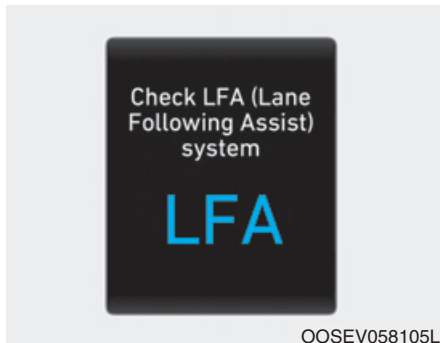 Check LFA (Lane
Following Assist)
system
LFA
OOSEV058105L